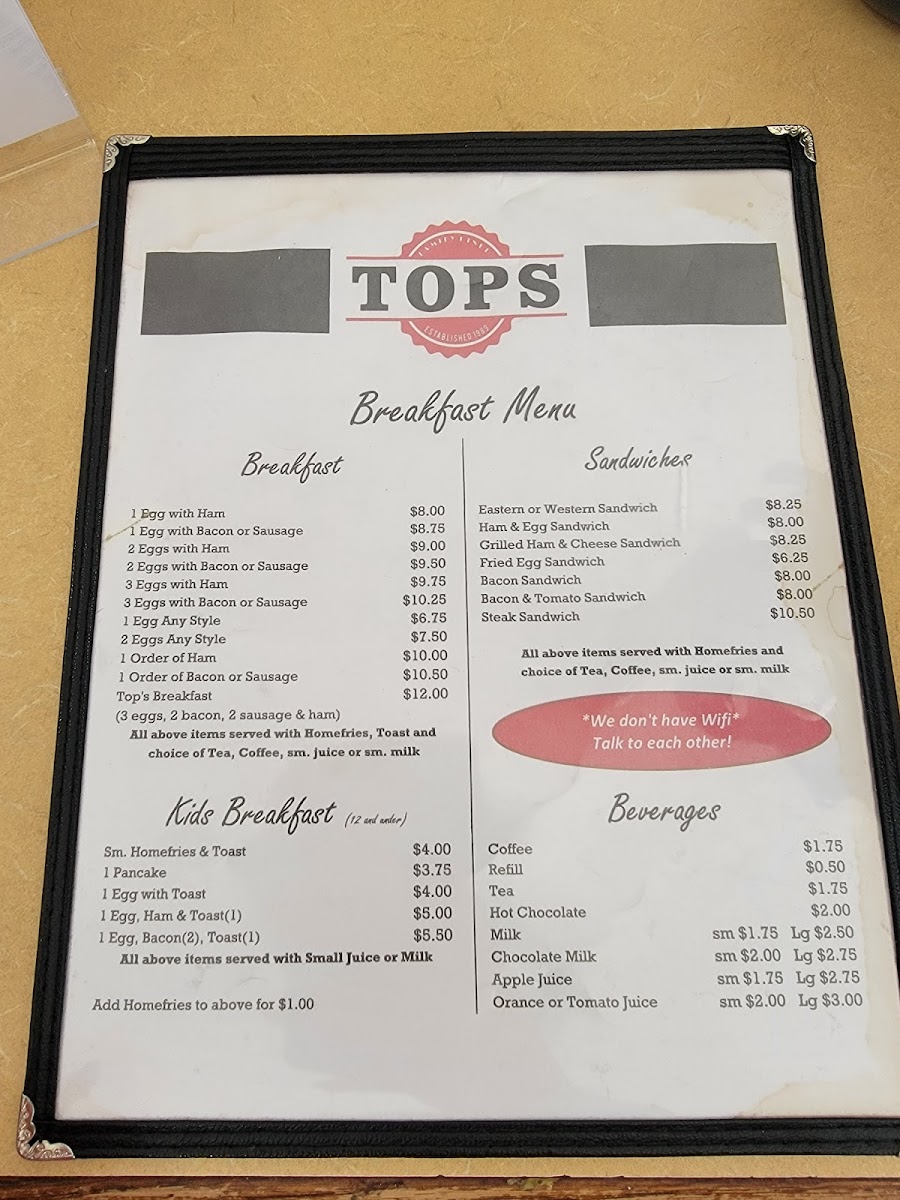 FAMILY DINER
TOPS
ESTABLISHED 1983
Breakfast Menu
Breakfast
1 Egg with Ham $8.00
1 Egg with Bacon or Sausage $8.75
2 Eggs with Ham $9.00
2 Eggs with Bacon or Sausage $9.50
3 Eggs with Ham $9.75
3 Eggs with Bacon or Sausage $10.25
1 Egg Any Style $6.75
2 Eggs Any Style $7.50
1 Order of Ham $10.00
1 Order of Bacon or Sausage $10.50
Top's Breakfast $12.00
(3 eggs, 2 bacon, 2 sausage & ham)
All above items served with Homefries, Toast and
choice of Tea, Coffee, sm. juice or sm. milk
Kids Breakfast (12 and under)
Sm. Homefries & Toast $4.00
1 Pancake $3.75
1 Egg with Toast $4.00
1 Egg, Ham & Toast(1) $5.00
1 Egg, Bacon(2), Toast(1) $5.50
All above items served with Small Juice or Milk
Add Homefries to above for $1.00
Sandwiches
Eastern or Western Sandwich $8.25
Ham & Egg Sandwich $8.00
Grilled Ham & Cheese Sandwich $8.25
Fried Egg Sandwich $6.25
Bacon Sandwich $8.00
Bacon & Tomato Sandwich $8.00
Steak Sandwich $10.50
All above items served with Homefries and
choice of Tea, Coffee, sm. juice or sm. milk
*We don't have Wifi*
Talk to each other!
Beverages
Coffee $1.75
Refill $0.50
Tea $1.75
Hot Chocolate $2.00
Milk sm $1.75 Lg $2.50
Chocolate Milk sm $2.00 Lg $2.75
Apple Juice sm $1.75 Lg $2.75
Orance or Tomato Juice sm $2.00 Lg $3.00